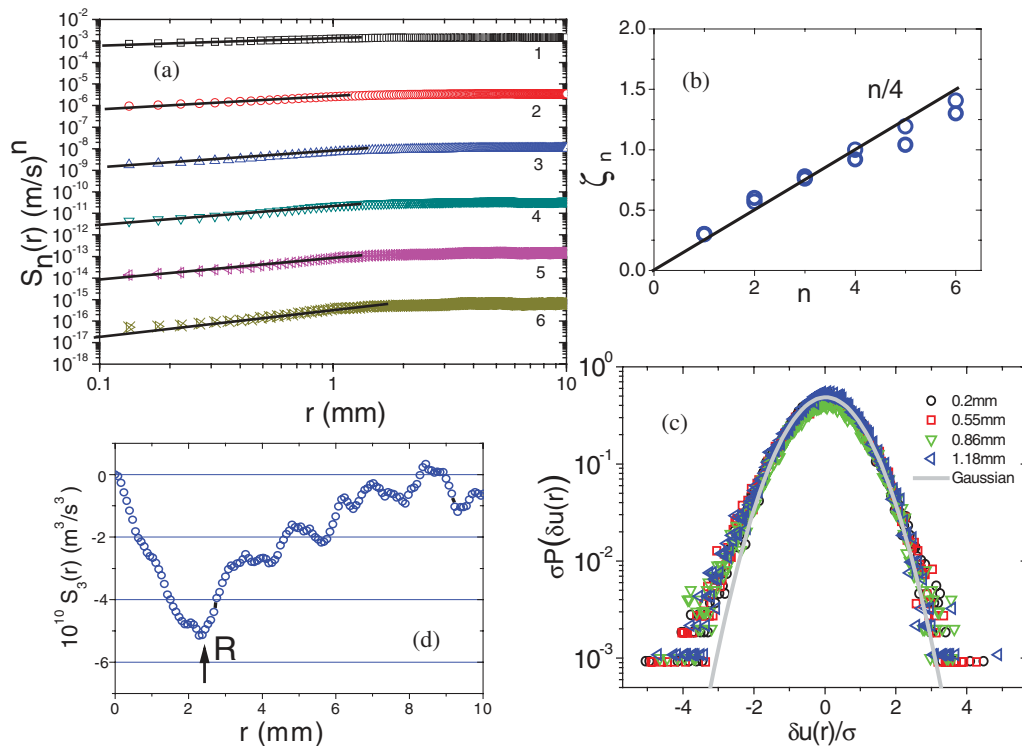 (a)
10^-3
10^-4
10^-5
10^-6
10^-7
10^-8
10^-9
10^-10
10^-11
10^-12
10^-13
10^-14
10^-15
10^-16
10^-17
10^-18
S_n(r) (m/s)^n
1
2
3
4
5
6
0.1
1
10
r (mm)
(b)
2.0
1.5
1.0
0.5
0.0
ζ_n
n/4
0
2
4
6
n
(c)
10^0
10^-1
10^-2
10^-3
σP(δu(r))
0.2mm
0.55mm
0.86mm
1.18mm
Gaussian
-4
-2
0
2
4
δu(r)/σ
(d)
0
-2
-4
-6
10^10 S_3(r) (m^3/s^3)
R
0
2
4
6
8
10
r (mm)